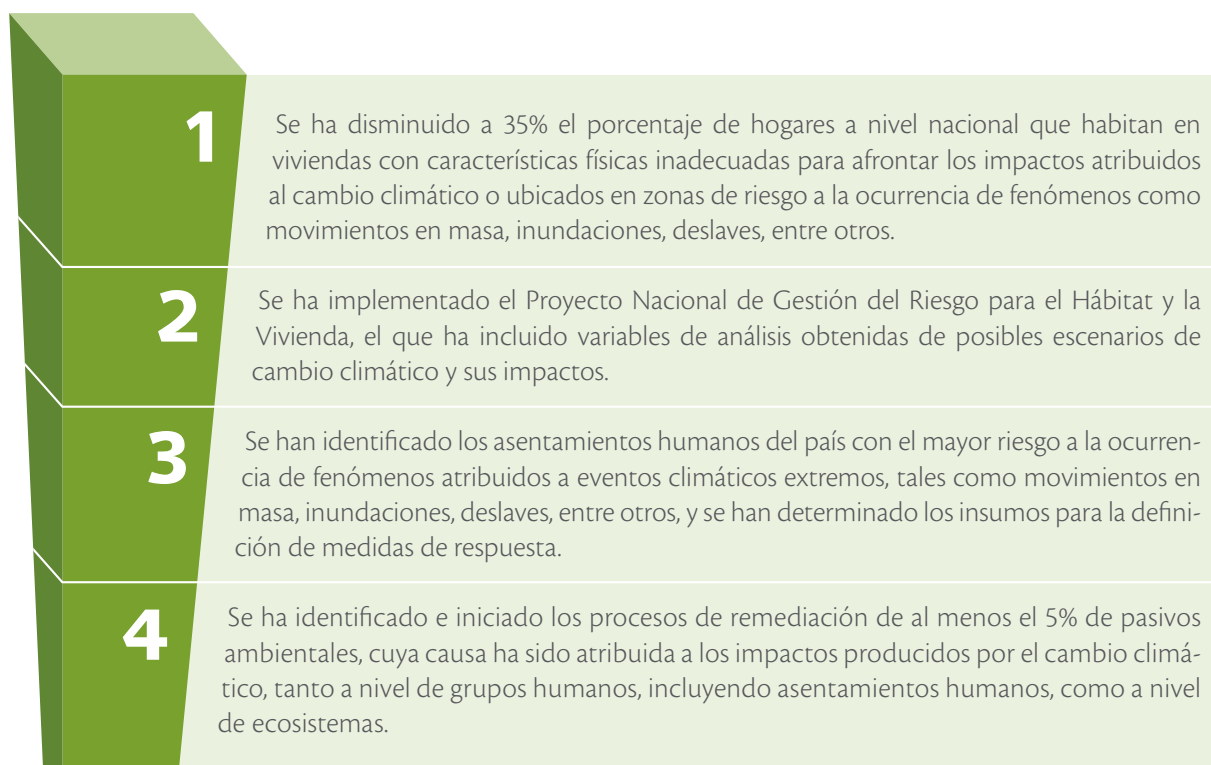 1
Se ha disminuido a 35% el porcentaje de hogares a nivel nacional que habitan en
viviendas con características físicas inadecuadas para afrontar los impactos atribuidos
al cambio climático o ubicados en zonas de riesgo a la ocurrencia de fenómenos como
movimientos en masa, inundaciones, deslaves, entre otros.
2
Se ha implementado el Proyecto Nacional de Gestión del Riesgo para el Hábitat y la
Vivienda, el que ha incluido variables de análisis obtenidas de posibles escenarios de
cambio climático y sus impactos.
3
Se han identificado los asentamientos humanos del país con el mayor riesgo a la ocurren-
cia de fenómenos atribuidos a eventos climáticos extremos, tales como movimientos en
masa, inundaciones, deslaves, entre otros, y se han determinado los insumos para la defini-
ción de medidas de respuesta.
4
Se ha identificado e iniciado los procesos de remediación de al menos el 5% de pasivos
ambientales, cuya causa ha sido atribuida a los impactos producidos por el cambio climá-
tico, tanto a nivel de grupos humanos, incluyendo asentamientos humanos, como a nivel
de ecosistemas.